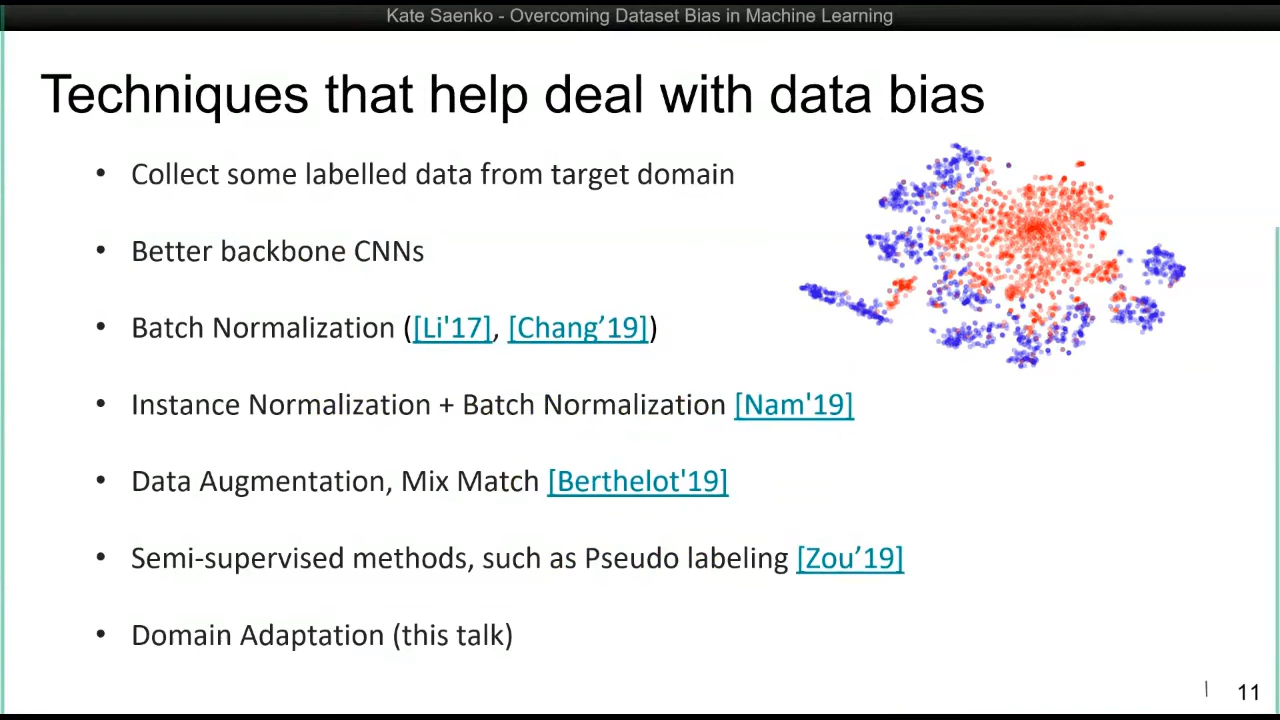 Kate Saenko - Overcoming Dataset Bias in Machine Learning
Techniques that help deal with data bias
• Collect some labelled data from target domain
• Better backbone CNNs
• Batch Normalization ([Li'17], [Chang’19])
• Instance Normalization + Batch Normalization [Nam'19]
• Data Augmentation, Mix Match [Berthelot'19]
• Semi-supervised methods, such as Pseudo labeling [Zou’19]
• Domain Adaptation (this talk)
11